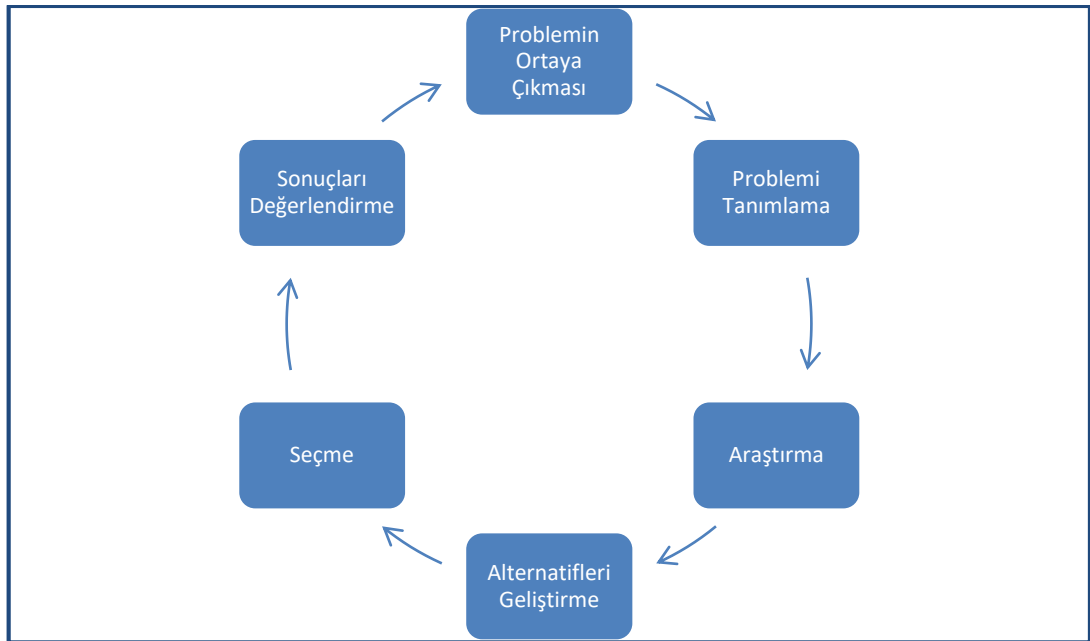 Problemin
Ortaya
Çıkması
Problemi
Tanımlama
Araştırma
Alternatifleri
Geliştirme
Seçme
Sonuçları
Değerlendirme